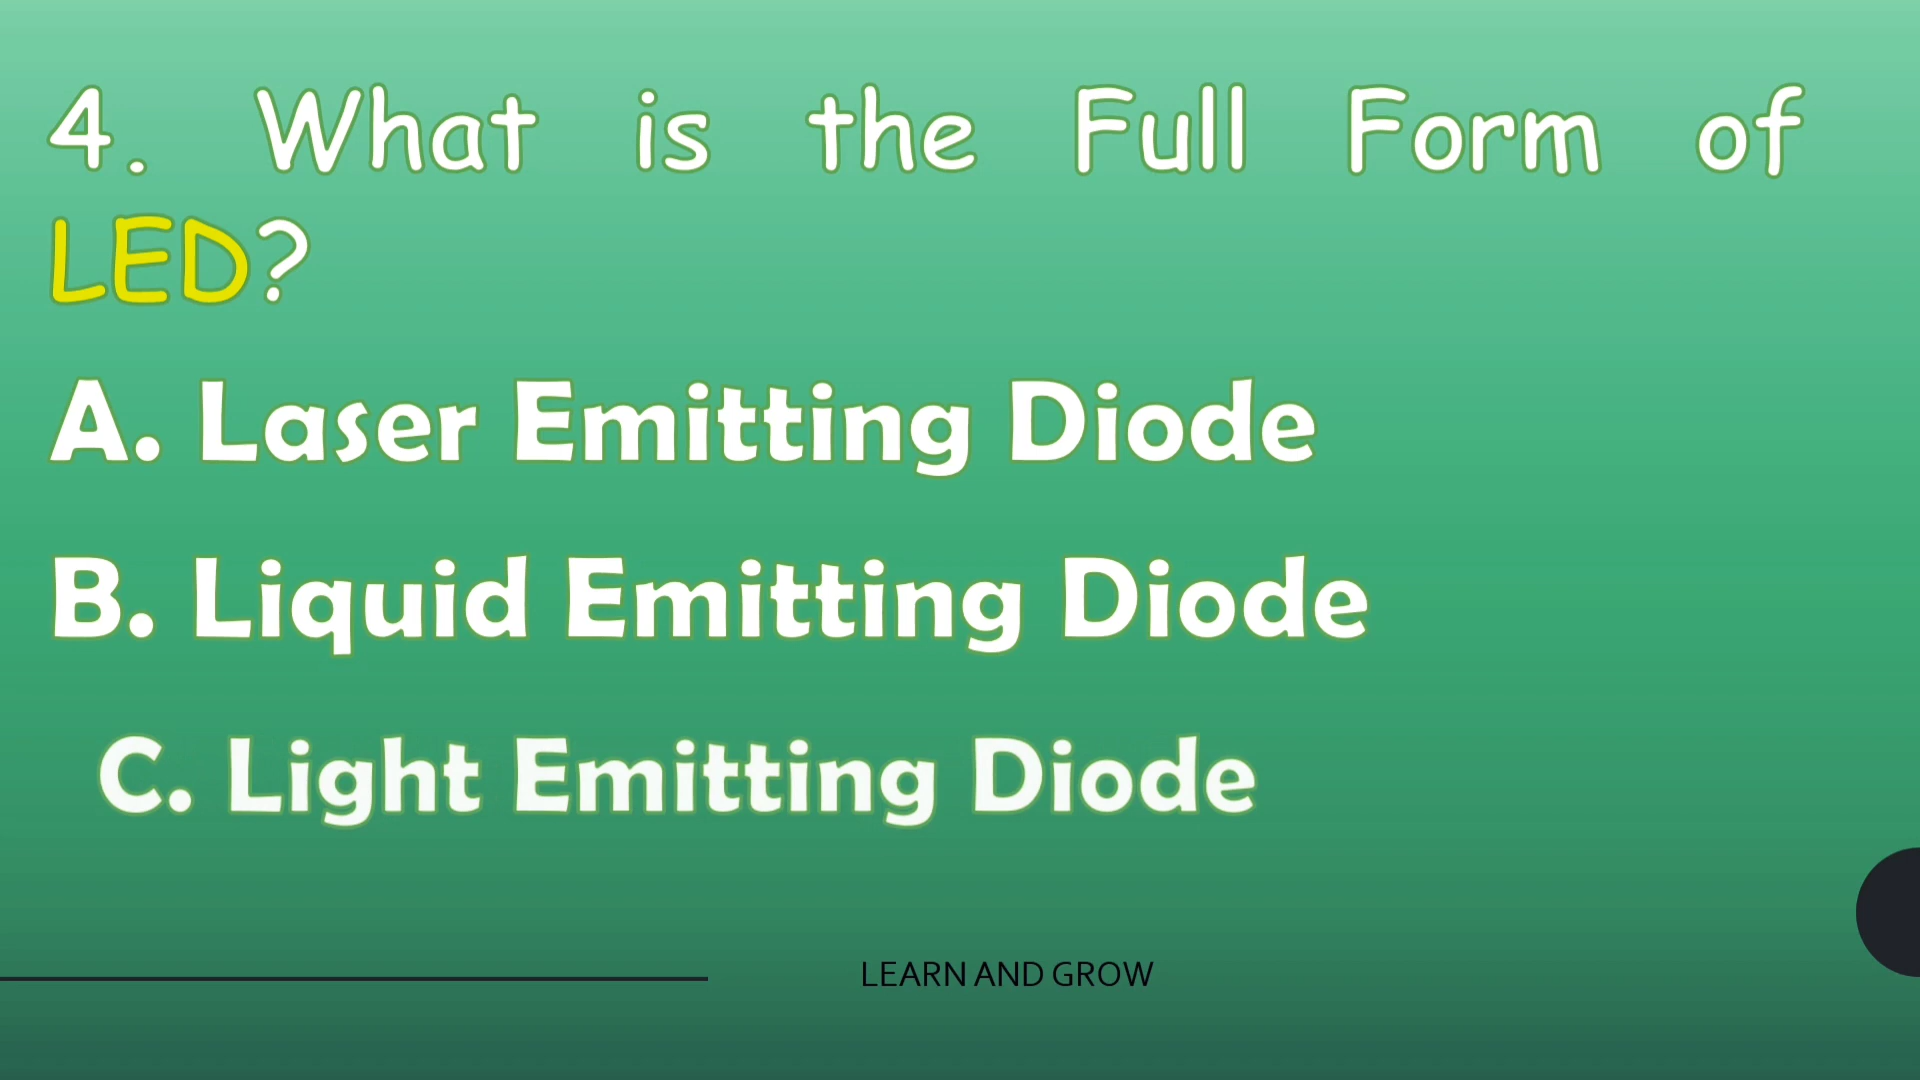 4. What is the Full Form of
LED?
A. Laser Emitting Diode
B. Liquid Emitting Diode
C. Light Emitting Diode
LEARN AND GROW